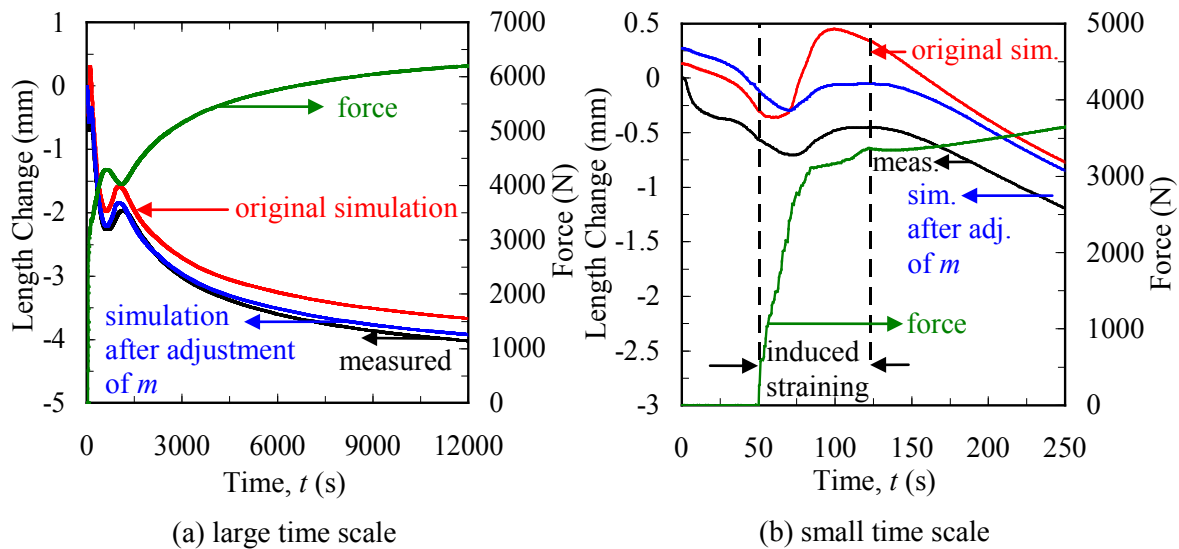 Length Change (mm)
1
0
-1
-2
-3
-4
-5
7000
6000
5000
4000
3000
2000
1000
0
Force (N)
force
original simulation
simulation
after adjustment
of m
measured
0
3000
6000
9000
12000
Time, t (s)
(a) large time scale
Length Change (mm)
0.5
0
-0.5
-1
-1.5
-2
-2.5
-3
5000
4000
3000
2000
1000
0
Force (N)
original sim.
meas.
sim.
after adj.
of m
force
induced
straining
0
50
100
150
200
250
Time, t (s)
(b) small time scale